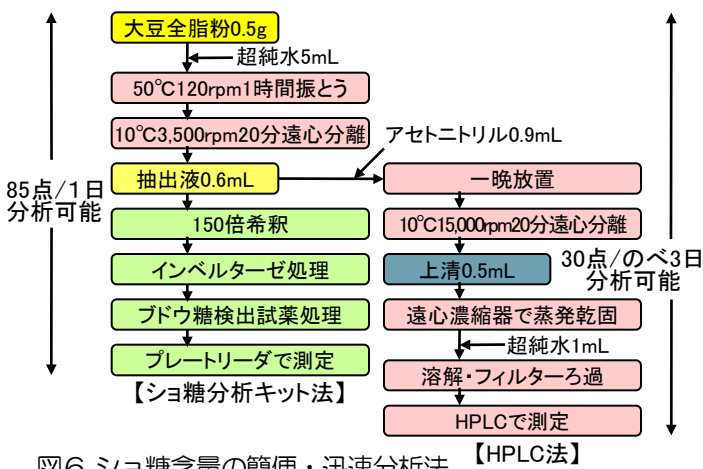 大豆全脂粉0.5g
超純水5mL
50℃120rpm1時間振とう
10℃3,500rpm20分遠心分離
アセトニトリル0.9mL
抽出液0.6mL
85点/1日
分析可能
150倍希釈
インベルターゼ処理
ブドウ糖検出試薬処理
プレートリーダで測定
【ショ糖分析キット法】
一晩放置
10℃15,000rpm20分遠心分離
上清0.5mL
30点/のべ3日
分析可能
遠心濃縮器で蒸発乾固
超純水1mL
溶解・フィルターろ過
HPLCで測定
【HPLC法】
図6 ショ糖含量の簡便・迅速分析法